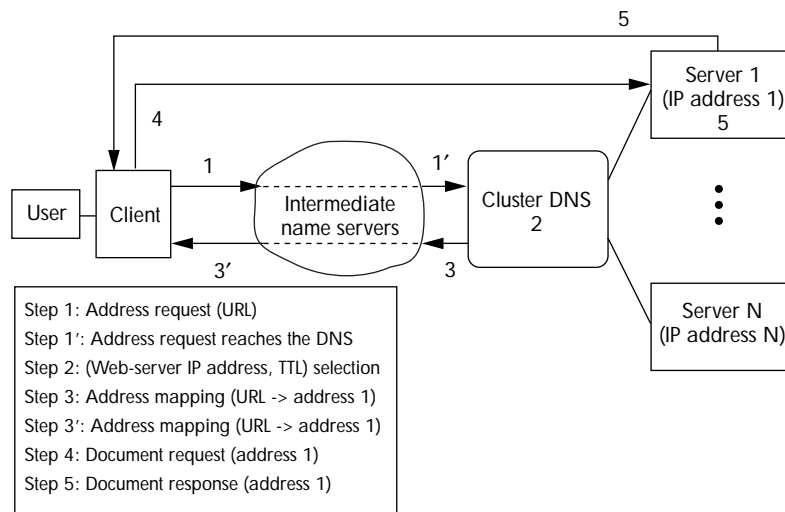 5
Server 1
(IP address 1)
5
4
1
1′
User
Client
Intermediate
name servers
Cluster DNS
2
3′
3
Server N
(IP address N)
Step 1: Address request (URL)
Step 1′: Address request reaches the DNS
Step 2: (Web-server IP address, TTL) selection
Step 3: Address mapping (URL -> address 1)
Step 3′: Address mapping (URL -> address 1)
Step 4: Document request (address 1)
Step 5: Document response (address 1)